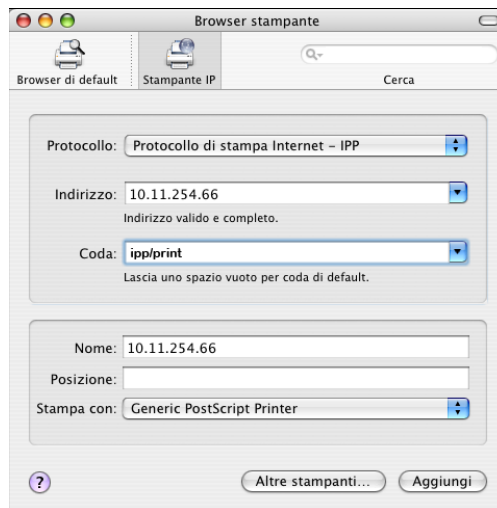 Browser stampante
Browser di default
Stampante IP
Cerca
Protocollo: Protocollo di stampa Internet – IPP
Indirizzo: 10.11.254.66
Indirizzo valido e completo.
Coda: ipp/print
Lascia uno spazio vuoto per coda di default.
Nome: 10.11.254.66
Posizione:
Stampa con: Generic PostScript Printer
? Altre stampanti... Aggiungi